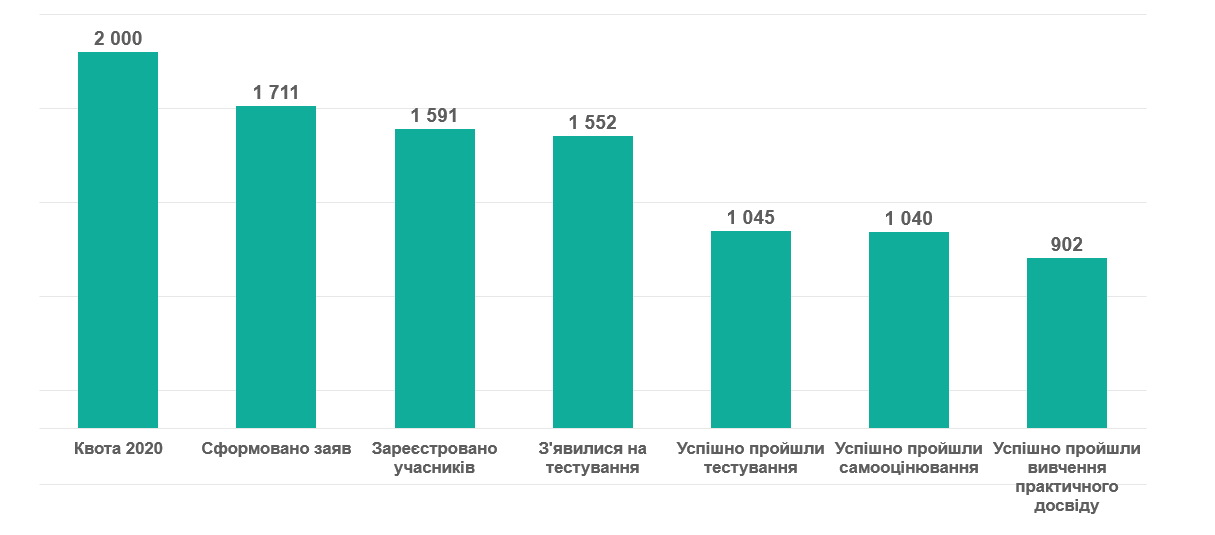 2 000
1 711
1 591
1 552
1 045
1 040
902
Квота 2020
Сформовано заяв
Зареєстровано
учасників
З'явилися на
тестування
Успішно пройшли
тестування
Успішно пройшли
самооцінювання
Успішно пройшли
вивчення
практичного
досвіду